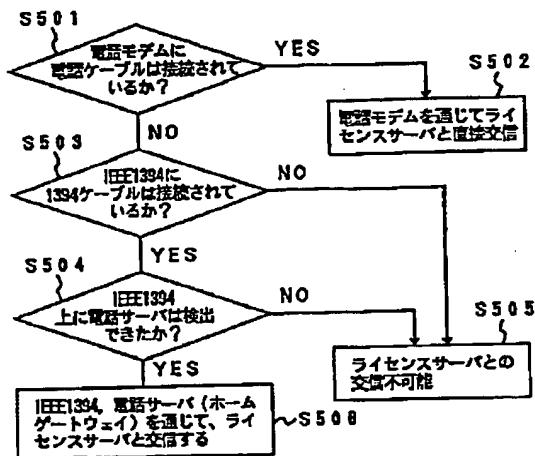 S501
電話モデムに
電話ケーブルは接続されて
いるか?
YES
S502
電話モデムを通じてライ
センスサーバと直接交信
NO
S503
IEEE1394に
1394ケーブルは接続されて
いるか?
NO
YES
S504
IEEE1394
上に電話サーバは検出
できたか?
NO
S505
ライセンスサーバとの
交信不可能
YES
IEEE1394,電話サーバ(ホーム
ゲートウェイ)を通じて、ライ
センスサーバと交信する
S506